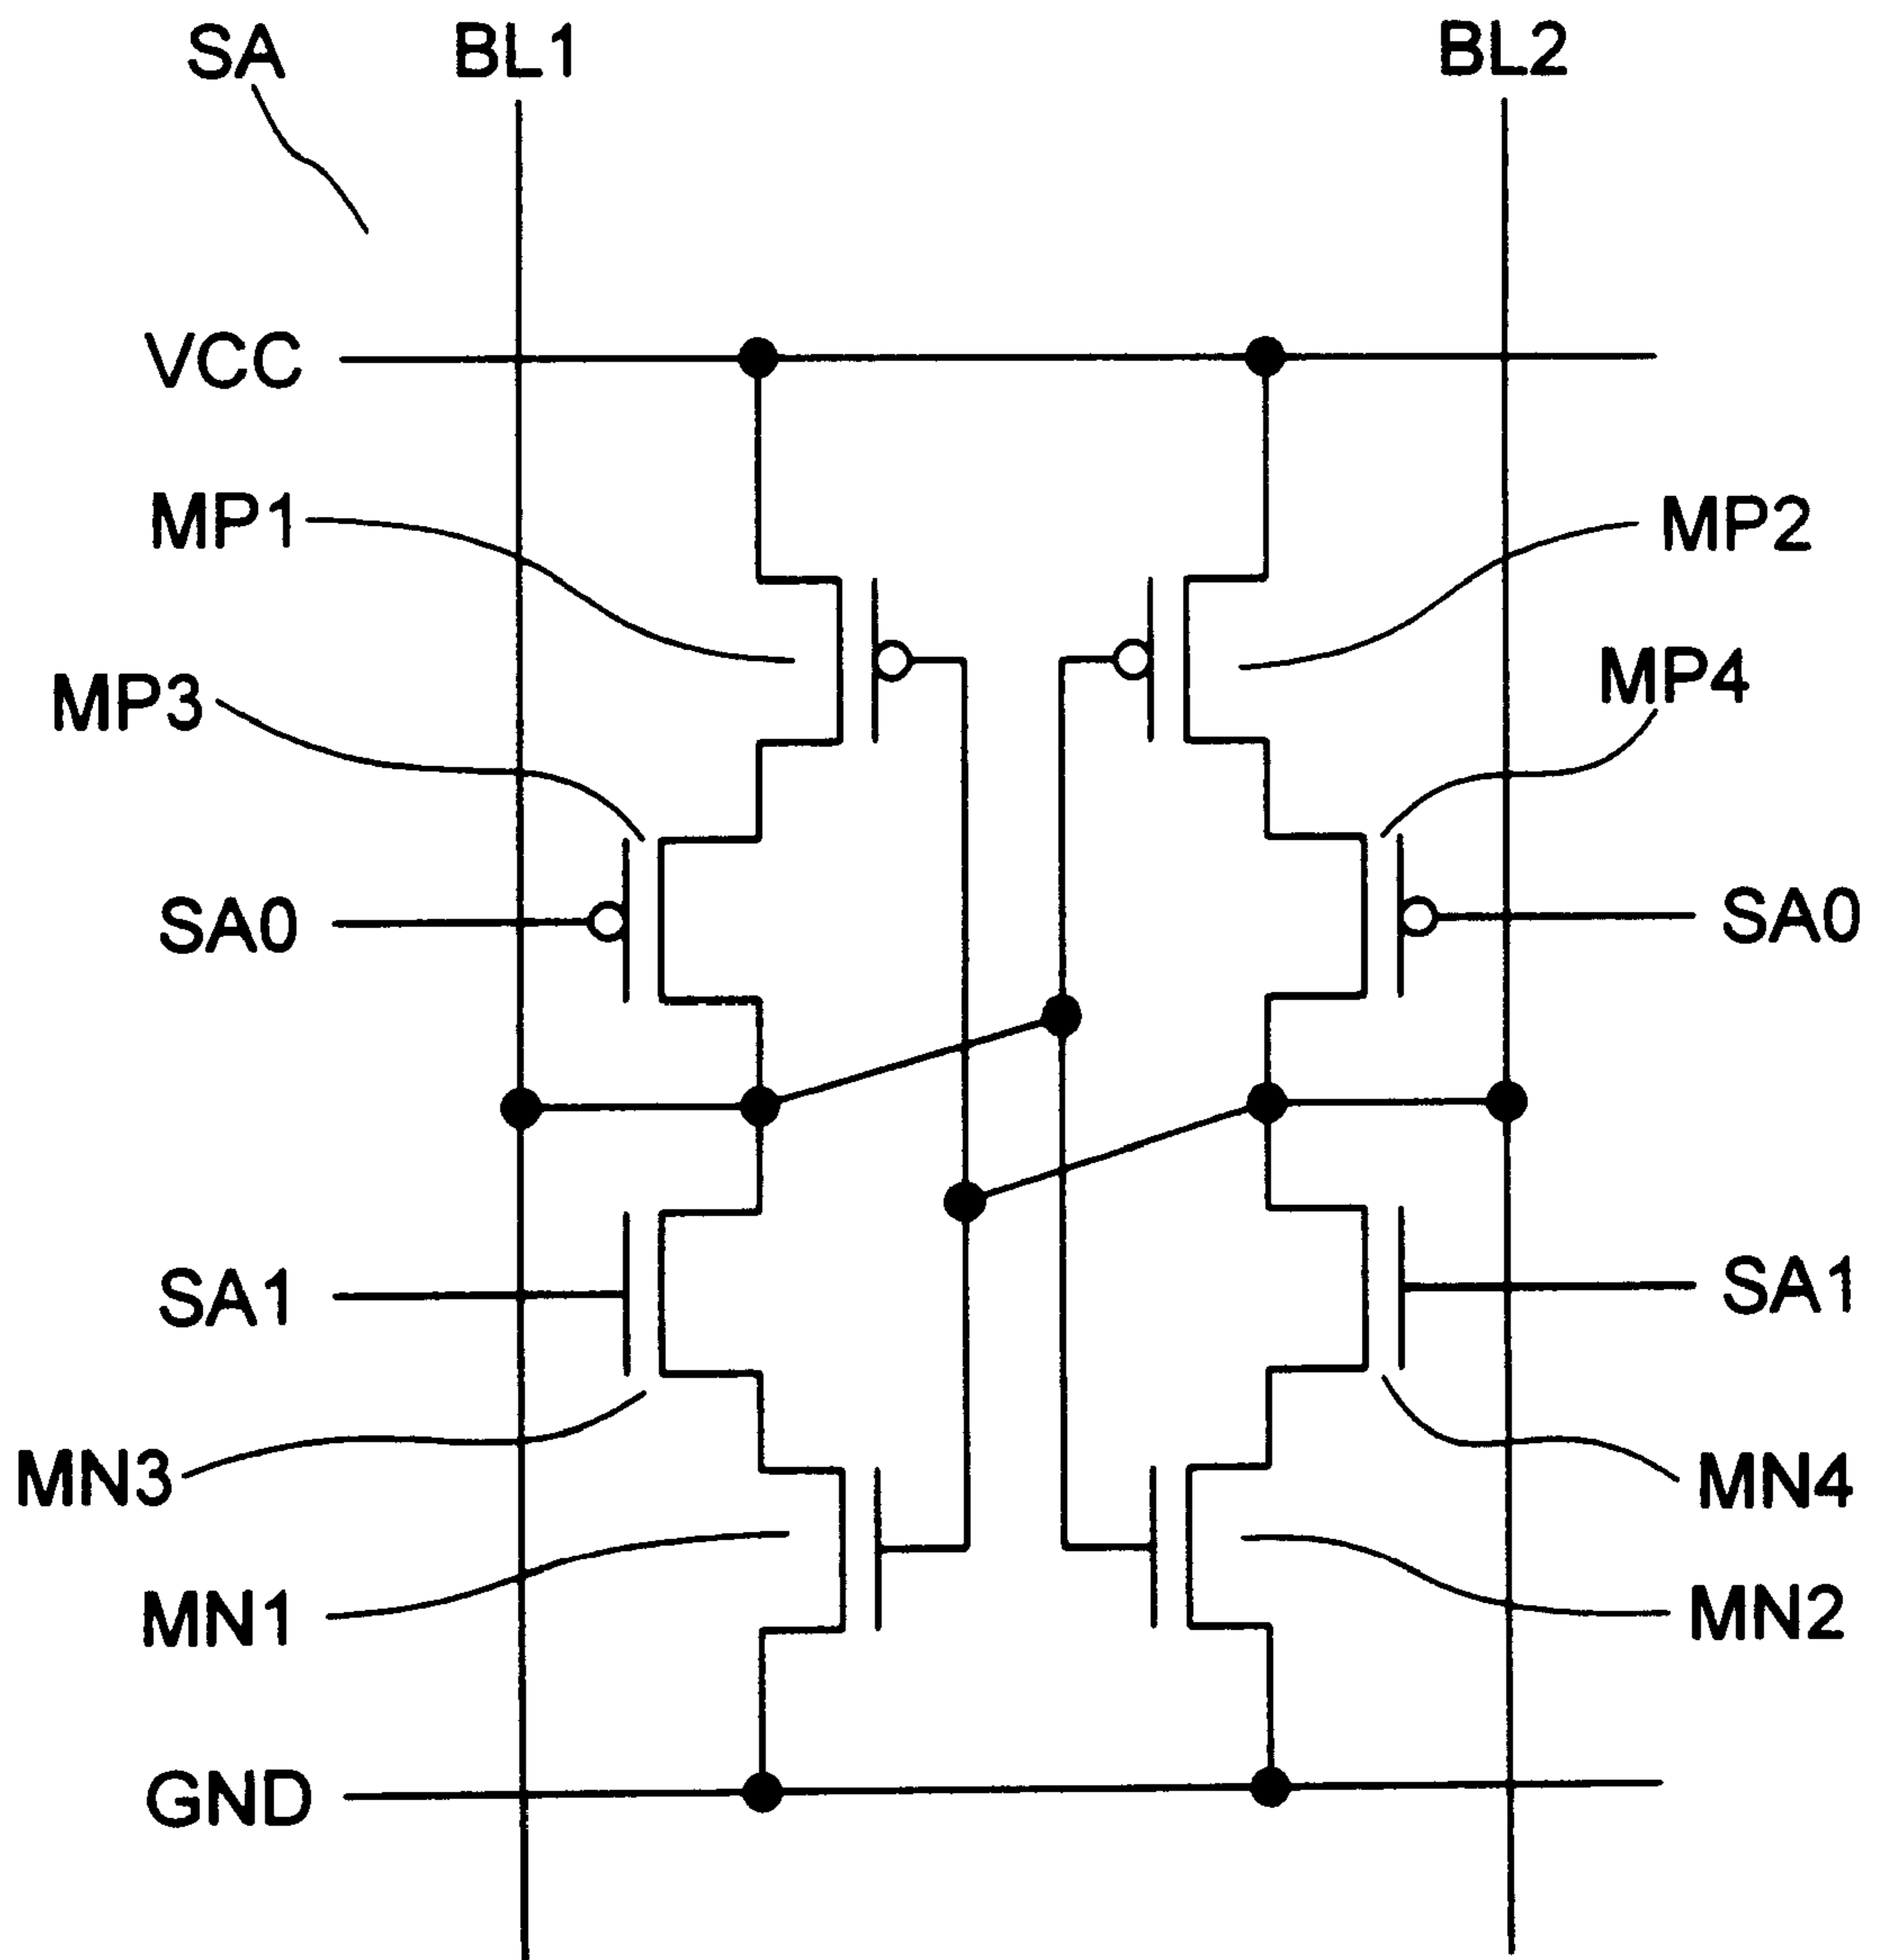 SA BL1 BL2
VCC
MP1 MP2
MP3 MP4
SA0 SA0
SA1 SA1
MN3 MN4
MN1 MN2
GND